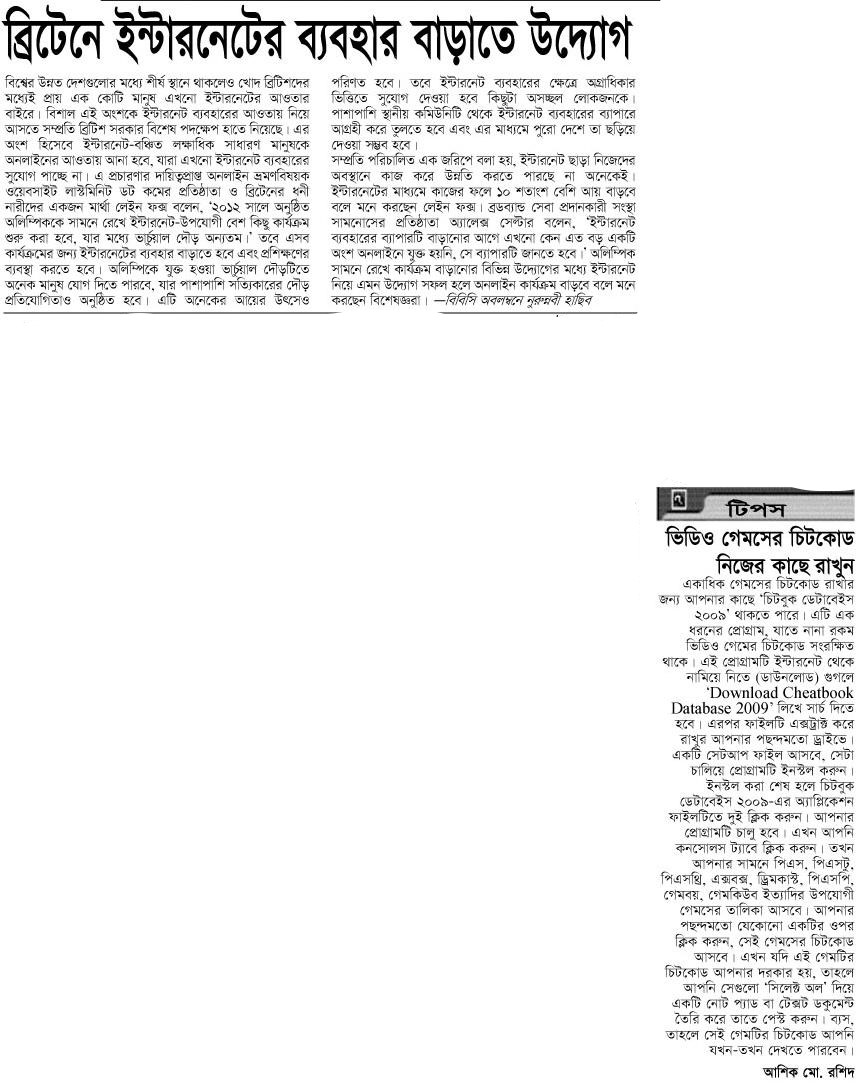 ব্রিটেনে ইন্টারনেটের ব্যবহার বাড়াতে উদ্যোগ
বিশ্বের উন্নত দেশগুলোর মধ্যে শীর্ষ স্থানে থাকলেও খোদ ব্রিটিশদের
মধ্যেই প্রায় এক কোটি মানুষ এখনো ইন্টারনেটের আওতার
বাইরে। বিশাল এই অংশকে ইন্টারনেট ব্যবহারের আওতায় নিয়ে
আসতে সম্প্রতি ব্রিটিশ সরকার বিশেষ পদক্ষেপ হাতে নিয়েছে। এর
অংশ হিসেবে ইন্টারনেট-বঞ্চিত লক্ষাধিক সাধারণ মানুষকে
অনলাইনের আওতায় আনা হবে, যারা এখনো ইন্টারনেট ব্যবহারের
সুযোগ পাচ্ছে না। এ প্রচারণার দায়িত্বপ্রাপ্ত অনলাইন ভ্রমণবিষয়ক
ওয়েবসাইট লাস্টমিনিট ডট কমের প্রতিষ্ঠাতা ও ব্রিটেনের ধনী
নারীদের একজন মার্থা লেইন ফক্স বলেন, ‘২০১২ সালে অনুষ্ঠিত
অলিম্পিককে সামনে রেখে ইন্টারনেট-উপযোগী বেশ কিছু কার্যক্রম
শুরু করা হবে, যার মধ্যে ভার্চুয়াল দৌড় অন্যতম।’ তবে এসব
কার্যক্রমের জন্য ইন্টারনেটের ব্যবহার বাড়াতে হবে এবং প্রশিক্ষণের
ব্যবস্থা করতে হবে। অলিম্পিকে যুক্ত হওয়া ভার্চুয়াল দৌড়টিতে
অনেক মানুষ যোগ দিতে পারবে, যার পাশাপাশি সত্যিকারের দৌড়
প্রতিযোগিতাও অনুষ্ঠিত হবে। এটি অনেকের আয়ের উৎসেও
পরিণত হবে। তবে ইন্টারনেট ব্যবহারের ক্ষেত্রে অগ্রাধিকার
ভিত্তিতে সুযোগ দেওয়া হবে কিছুটা অসচ্ছল লোকজনকে।
পাশাপাশি স্থানীয় কমিউনিটি থেকে ইন্টারনেট ব্যবহারের ব্যাপারে
আগ্রহী করে তুলতে হবে এবং এর মাধ্যমে পুরো দেশে তা ছড়িয়ে
দেওয়া সম্ভব হবে।
সম্প্রতি পরিচালিত এক জরিপে বলা হয়, ইন্টারনেট ছাড়া নিজেদের
অবস্থানে কাজ করে উন্নতি করতে পারছে না অনেকেই।
ইন্টারনেটের মাধ্যমে কাজের ফলে ১০ শতাংশ বেশি আয় বাড়বে
বলে মনে করছেন লেইন ফক্স। ব্রডব্যান্ড সেবা প্রদানকারী সংস্থা
সামনোসের প্রতিষ্ঠাতা অ্যালেক্স সেল্টার বলেন, ‘ইন্টারনেট
ব্যবহারের ব্যাপারটি বাড়ানোর আগে এখনো কেন এত বড় একটি
অংশ অনলাইনে যুক্ত হয়নি, সে ব্যাপারটি জানতে হবে।’ অলিম্পিক
সামনে রেখে কার্যক্রম বাড়ানোর বিভিন্ন উদ্যোগের মধ্যে ইন্টারনেট
নিয়ে এমন উদ্যোগ সফল হলে অনলাইন কার্যক্রম বাড়বে বলে মনে
করছেন বিশেষজ্ঞরা। —বিবিসি অবলম্বনে নুরুন্নবী হাছিব
টিপস
ভিডিও গেমসের চিটকোড
নিজের কাছে রাখুন
একাধিক গেমসের চিটকোড রাখার
জন্য আপনার কাছে ‘চিটবুক ডেটাবেইস
২০০৯’ থাকতে পারে। এটি এক
ধরনের প্রোগ্রাম, যাতে নানা রকম
ভিডিও গেমের চিটকোড সংরক্ষিত
থাকে। এই প্রোগ্রামটি ইন্টারনেট থেকে
নামিয়ে নিতে (ডাউনলোড) গুগলে
‘Download Cheatbook
Database 2009’ লিখে সার্চ দিতে
হবে। এরপর ফাইলটি এক্সট্রাক্ট করে
রাখুর আপনার পছন্দমতো ড্রাইভে।
একটি সেটআপ ফাইল আসবে, সেটা
চালিয়ে প্রোগ্রামটি ইনস্টল করুন।
ইনস্টল করা শেষ হলে চিটবুক
ডেটাবেইস ২০০৯-এর অ্যাপ্লিকেশন
ফাইলটিতে দুই ক্লিক করুন। আপনার
প্রোগ্রামটি চালু হবে। এখন আপনি
কনসোলস ট্যাবে ক্লিক করুন। তখন
আপনার সামনে পিএস, পিএসটু,
পিএসথ্রি, এক্সবক্স, ড্রিমকাস্ট, পিএসপি,
গেমবয়, গেমকিউব ইত্যাদির উপযোগী
গেমসের তালিকা আসবে। আপনার
পছন্দমতো যেকোনো একটির ওপর
ক্লিক করুন, সেই গেমসের চিটকোড
আসবে। এখন যদি এই গেমটির
চিটকোড আপনার দরকার হয়, তাহলে
আপনি সেগুলো ‘সিলেক্ট অল’ দিয়ে
একটি নোট প্যাড বা টেক্সট ডকুমেন্ট
তৈরি করে তাতে পেস্ট করুন। ব্যস,
তাহলে সেই গেমটির চিটকোড আপনি
যখন-তখন দেখতে পারবেন।
আশিক মো. রশিদ